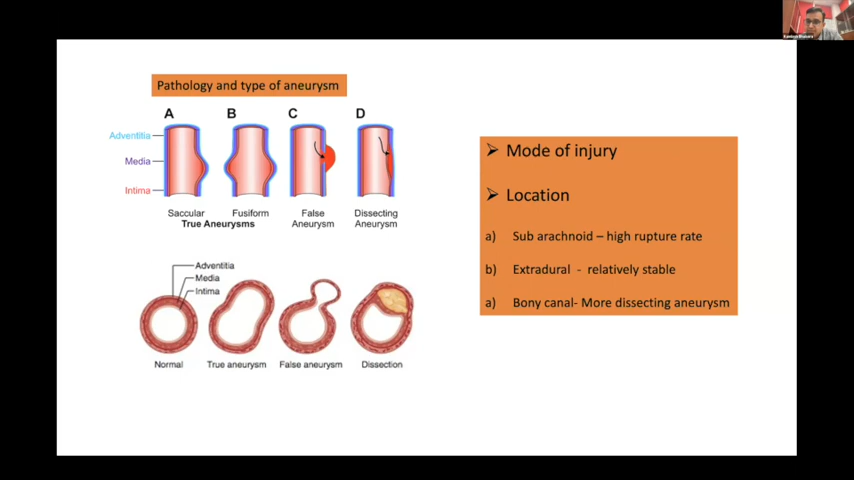 Pathology and type of aneurysm
A B C D
Adventitia
Media
Intima
Saccular Fusiform False Dissecting
True Aneurysms Aneurysm Aneurysm
Adventitia
Media
Intima
Normal True aneurysm False aneurysm Dissection
Mode of injury
Location
a) Sub arachnoid – high rupture rate
b) Extradural - relatively stable
a) Bony canal- More dissecting aneurysm